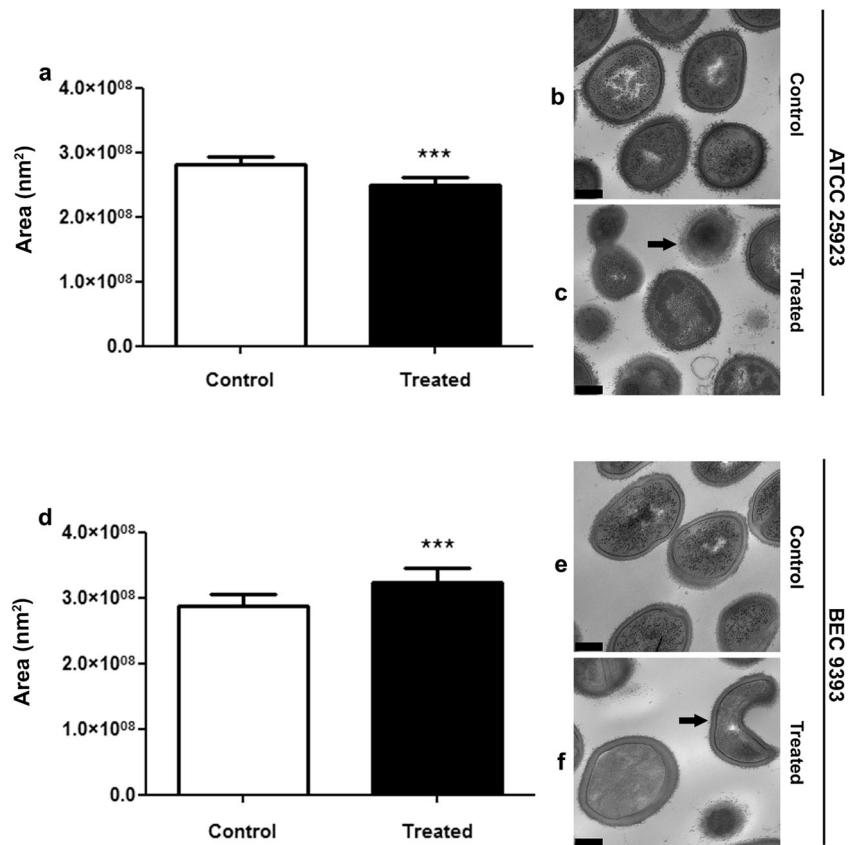 a
Area (nm²)
4.0×10⁰⁸
3.0×10⁰⁸
2.0×10⁰⁸
1.0×10⁰⁸
0.0
***
Control
Treated
b
Control
c
Treated
ATCC 25923
d
Area (nm²)
4.0×10⁰⁸
3.0×10⁰⁸
2.0×10⁰⁸
1.0×10⁰⁸
0.0
***
Control
Treated
e
Control
f
Treated
BEC 9393